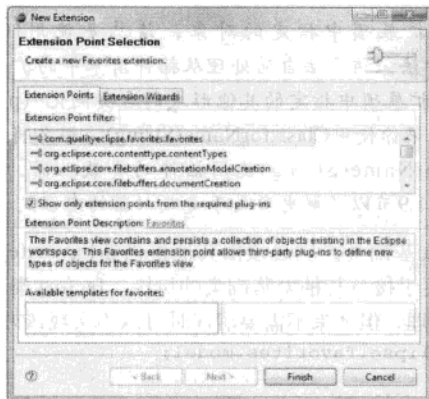 New Extension
Extension Point Selection
Create a new Favorites extension.
Extension Points Extension Wizards
Extension Point filter:
com.qualityeclipse.favorites.favorites
org.eclipse.core.contenttype.contentTypes
org.eclipse.core.filebuffers.annotationModelCreation
org.eclipse.core.filebuffers.documentCreation
Show only extension points from the required plug-ins
Extension Point Description: Favorites
The Favorites view contains and persists a collection of objects existing in the Eclipse
workspace. This Favorites extension point allows third-party plug-ins to define new
types of objects for the Favorites view.
Available templates for favorites:
< Back Next > Finish Cancel